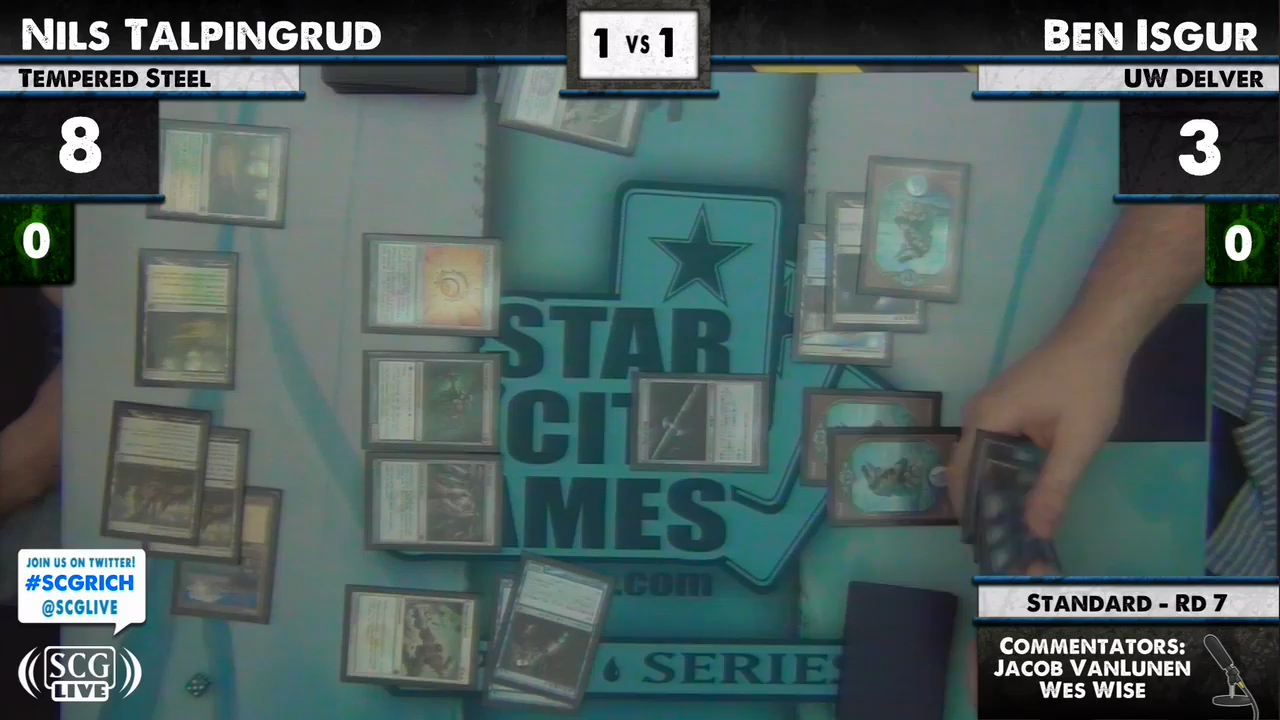 NILS TALPINGRUD
1 VS 1
BEN ISGUR
TEMPERED STEEL
UW DELVER
8
3
0
0
STAR
CIT
AMES
.com
SERIES
JOIN US ON TWITTER!
#SCGRICH
@SCGLIVE
SCG
LIVE
STANDARD - RD 7
COMMENTATORS:
JACOB VANLUNEN
WES WISE